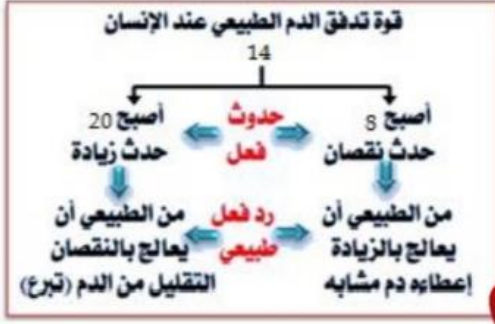 قوة تدفق الدم الطبيعي عند الإنسان
14
أصبح 8
حدث نقصان
حدوث
فعل
أصبح 20
حدث زيادة
من الطبيعي أن
يعالج بالزيادة
إعطاءه دم مشابه
رد فعل
طبيعي
من الطبيعي أن
يعالج بالنقصان
التقليل من الدم (تبرع)